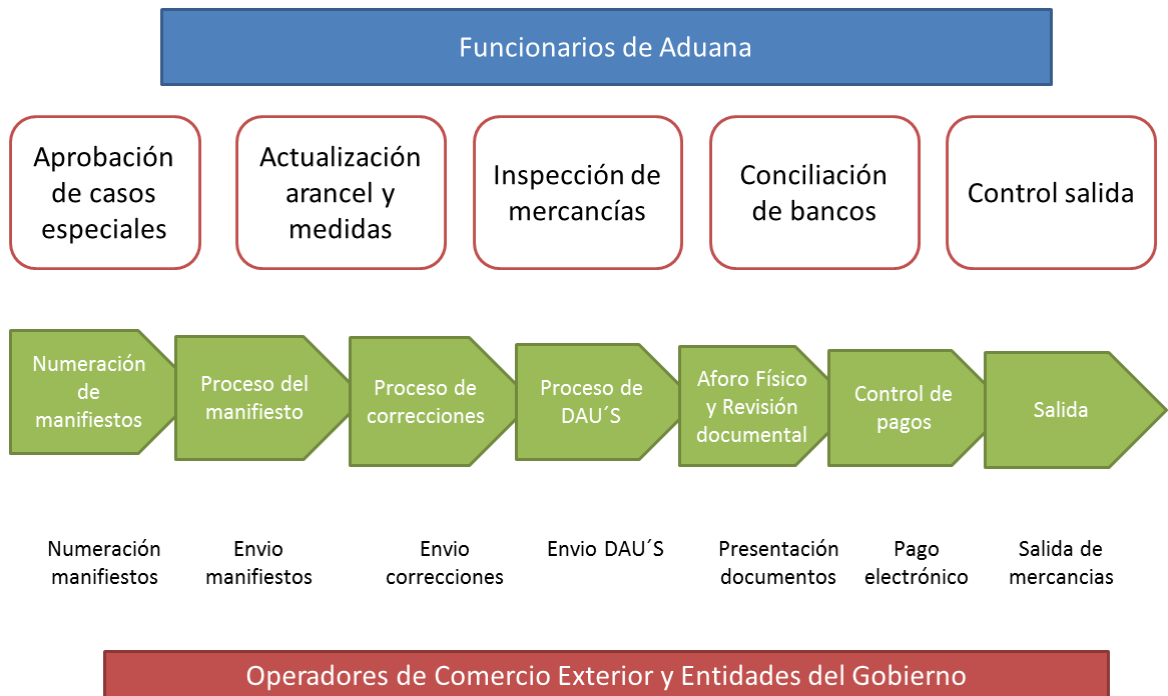 Funcionarios de Aduana
Aprobación
de casos
especiales
Actualización
arancel y
medidas
Inspección de
mercancías
Conciliación
de bancos
Control salida
Numeración
de
manifiestos
Proceso del
manifiesto
Proceso de
correcciones
Proceso de
DAU´S
Aforo Físico
y Revisión
documental
Control de
pagos
Salida
Numeración
manifiestos
Envio
manifiestos
Envio
correcciones
Envio DAU´S
Presentación
documentos
Pago
electrónico
Salida de
mercancias
Operadores de Comercio Exterior y Entidades del Gobierno